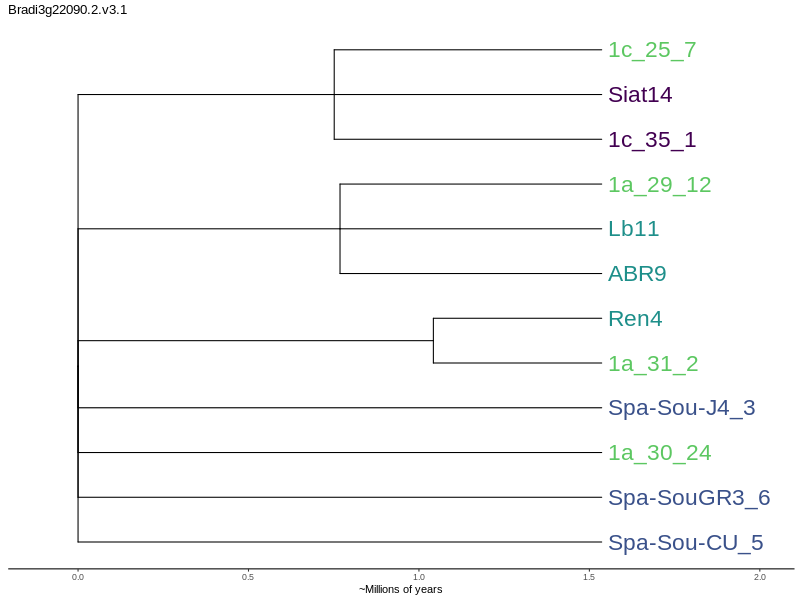 Bradi3g22090.2.v3.1
1c_25_7
Siat14
1c_35_1
1a_29_12
Lb11
ABR9
Ren4
1a_31_2
Spa-Sou-J4_3
1a_30_24
Spa-SouGR3_6
Spa-Sou-CU_5
0.0 0.5 1.0 1.5 2.0
~Millions of years